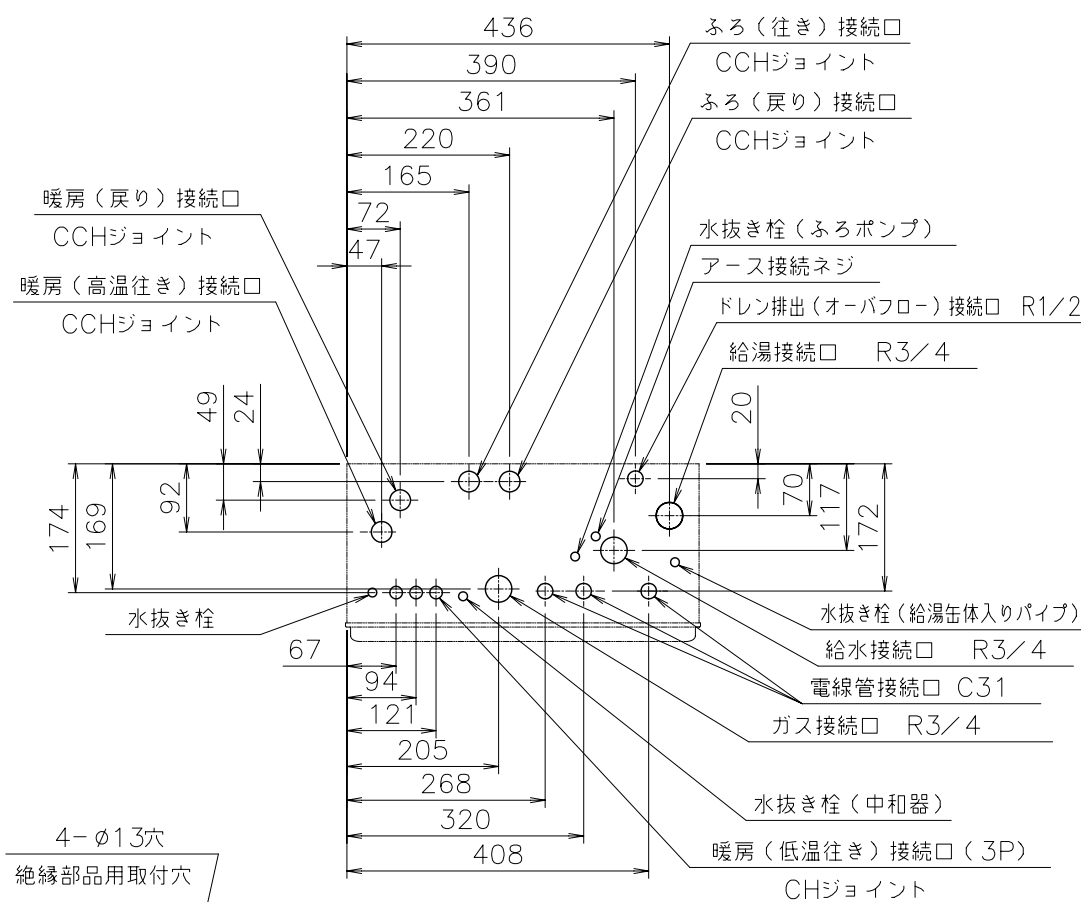 436
390
361
220
165
72
47
ふろ（往き）接続口
CCHジョイント
ふろ（戻り）接続口
CCHジョイント
暖房（戻り）接続口
CCHジョイント
暖房（高温往き）接続口
CCHジョイント
水抜き栓（ふろポンプ）
アース接続ネジ
ドレン排出（オーバフロー）接続口 R1/2
給湯接続口 R3/4
49
24
92
174
169
20
70
117
172
水抜き栓
水抜き栓（給湯缶体入りパイプ）
給水接続口 R3/4
電線管接続口 C31
ガス接続口 R3/4
67
94
121
205
268
320
408
水抜き栓（中和器）
暖房（低温往き）接続口（3P）
CHジョイント
4-φ13穴
絶縁部品用取付穴